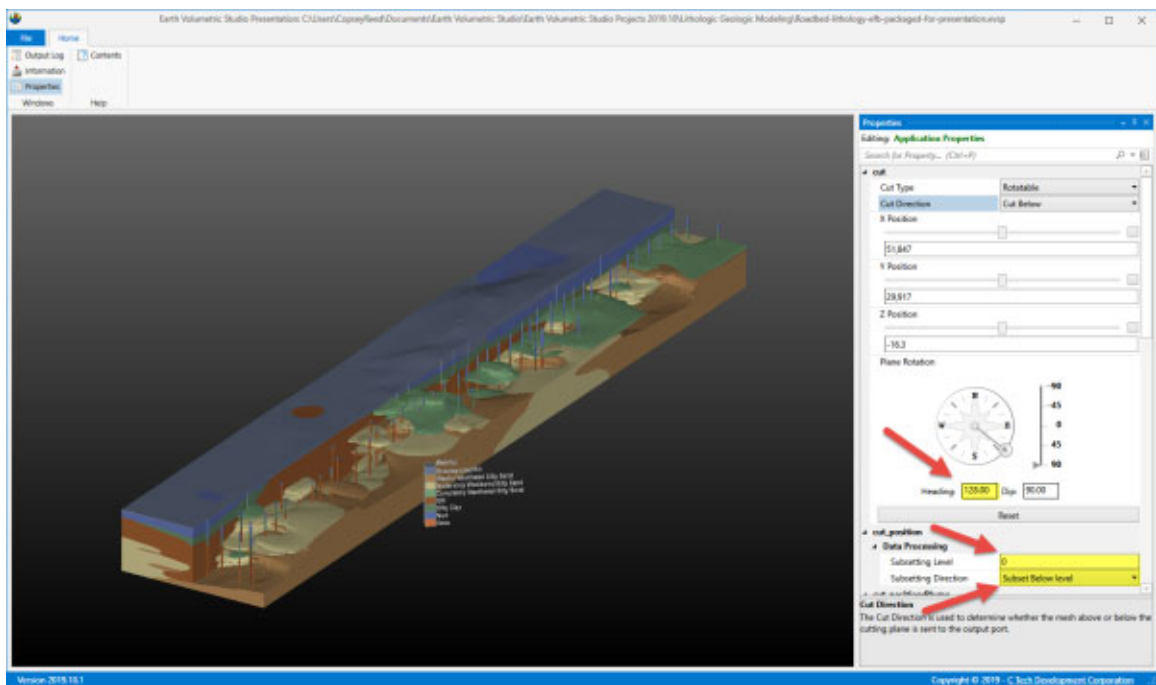 Earth Volumetric Studio Presentation: C:\Users\CopseyReed\Documents\Earth Volumetric Studio\Earth Volumetric Studio Projects 2019.10\Lithologic Geologic Modeling\Roadbed-lithology-efb-packaged-for-presentation.evsp
File Home
Output Log Contents
Information
Properties
Windows Help
Properties
Editing: Application Properties
Search for Property... (Ctrl+F)
cut
Cut Type Rotatable
Cut Direction Cut Below
X Position
51,847
Y Position
29,917
Z Position
-16.3
Plane Rotation
N
W E
S
90
45
0
45
90
Heading: 128.00 Dip: 90.00
Reset
cut_position
Data Processing
Subsetting Level 0
Subsetting Direction Subset Below level
Cut Direction
The Cut Direction is used to determine whether the mesh above or below the
cutting plane is sent to the output port.
Silty Clay
Version 2019.10.1 Copyright © 2019 - C Tech Development Corporation